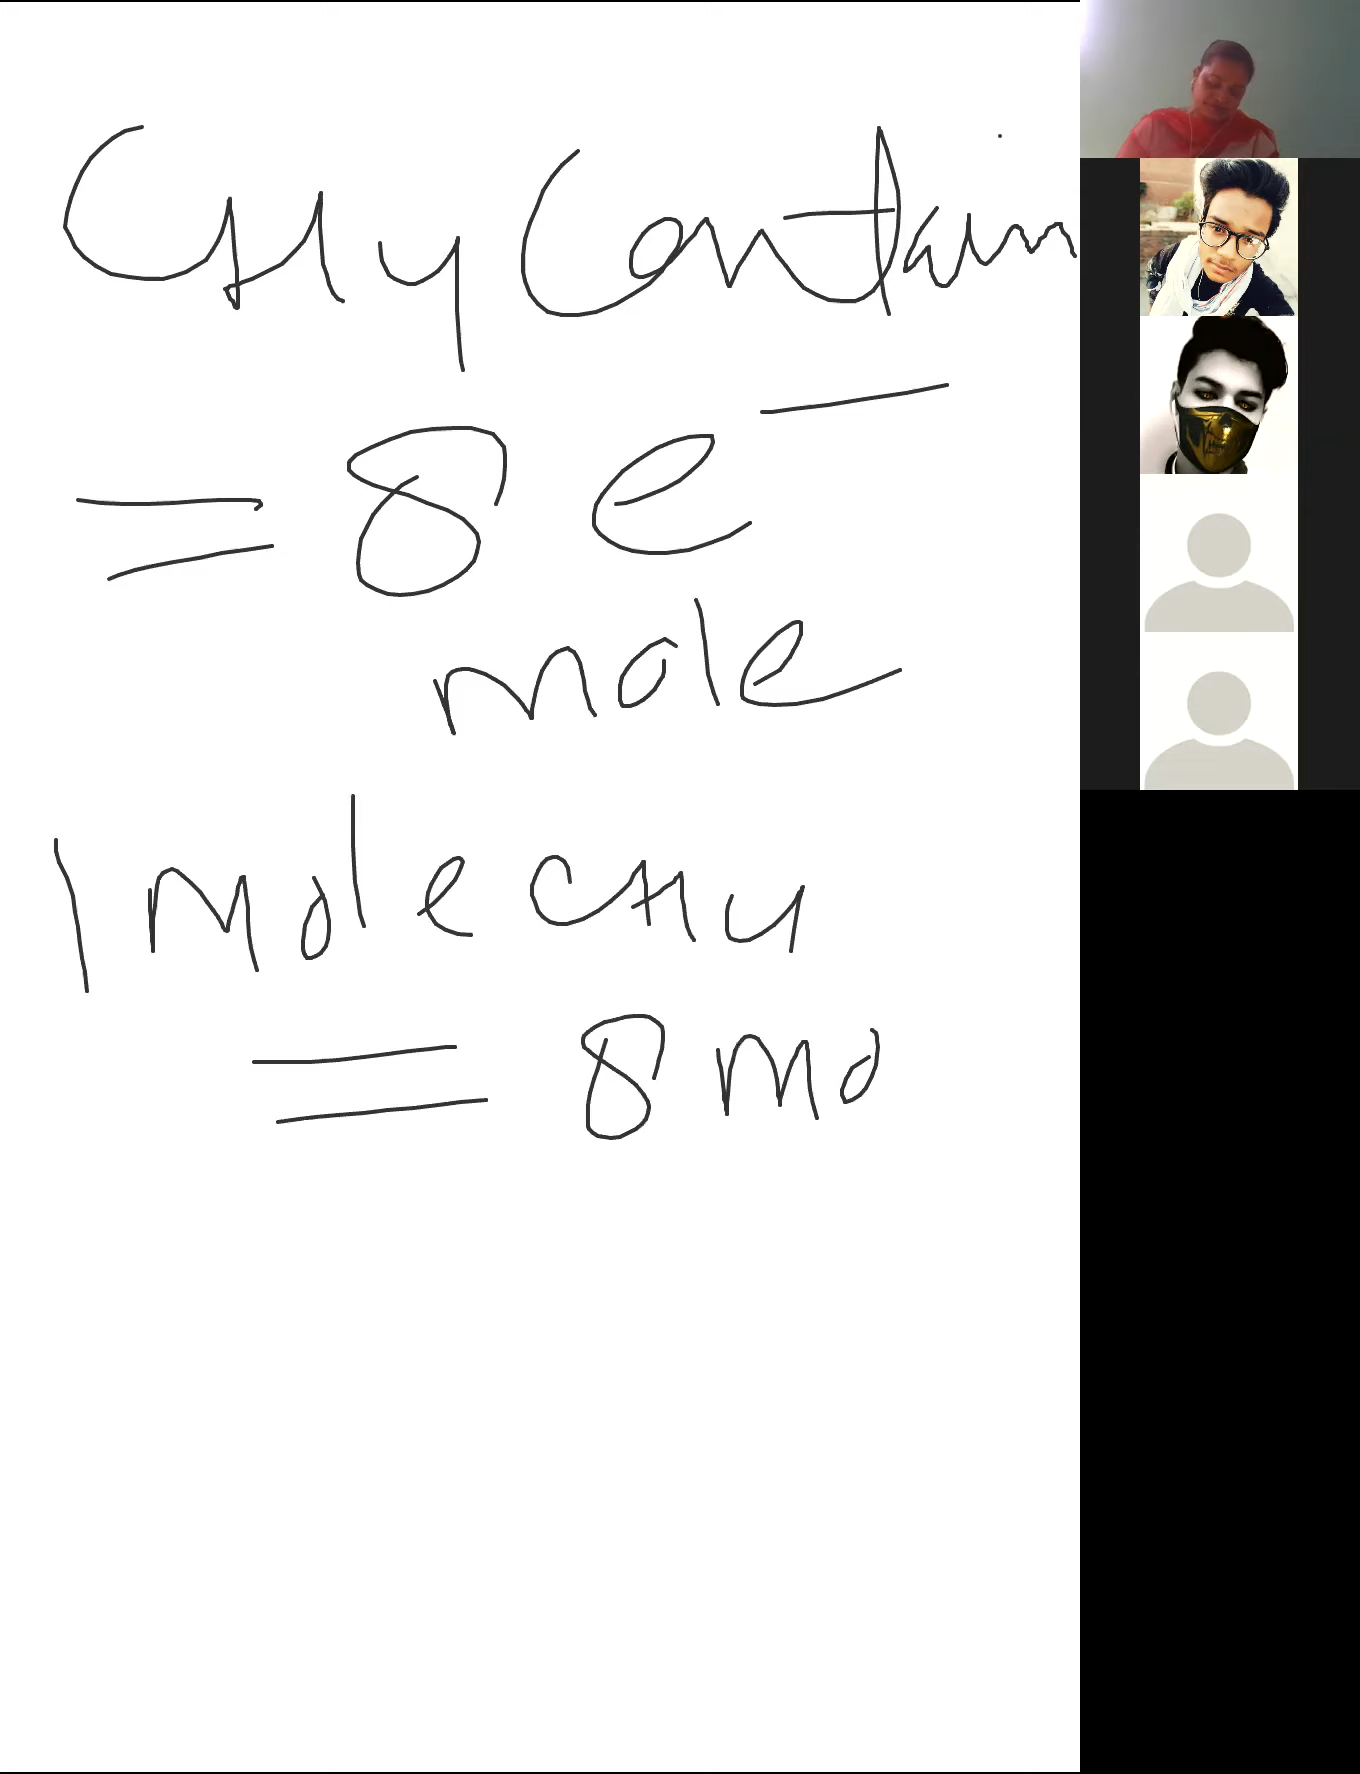 CH4 Contain
= 8 e⁻
mole
1 Mole CH4
= 8 Mo